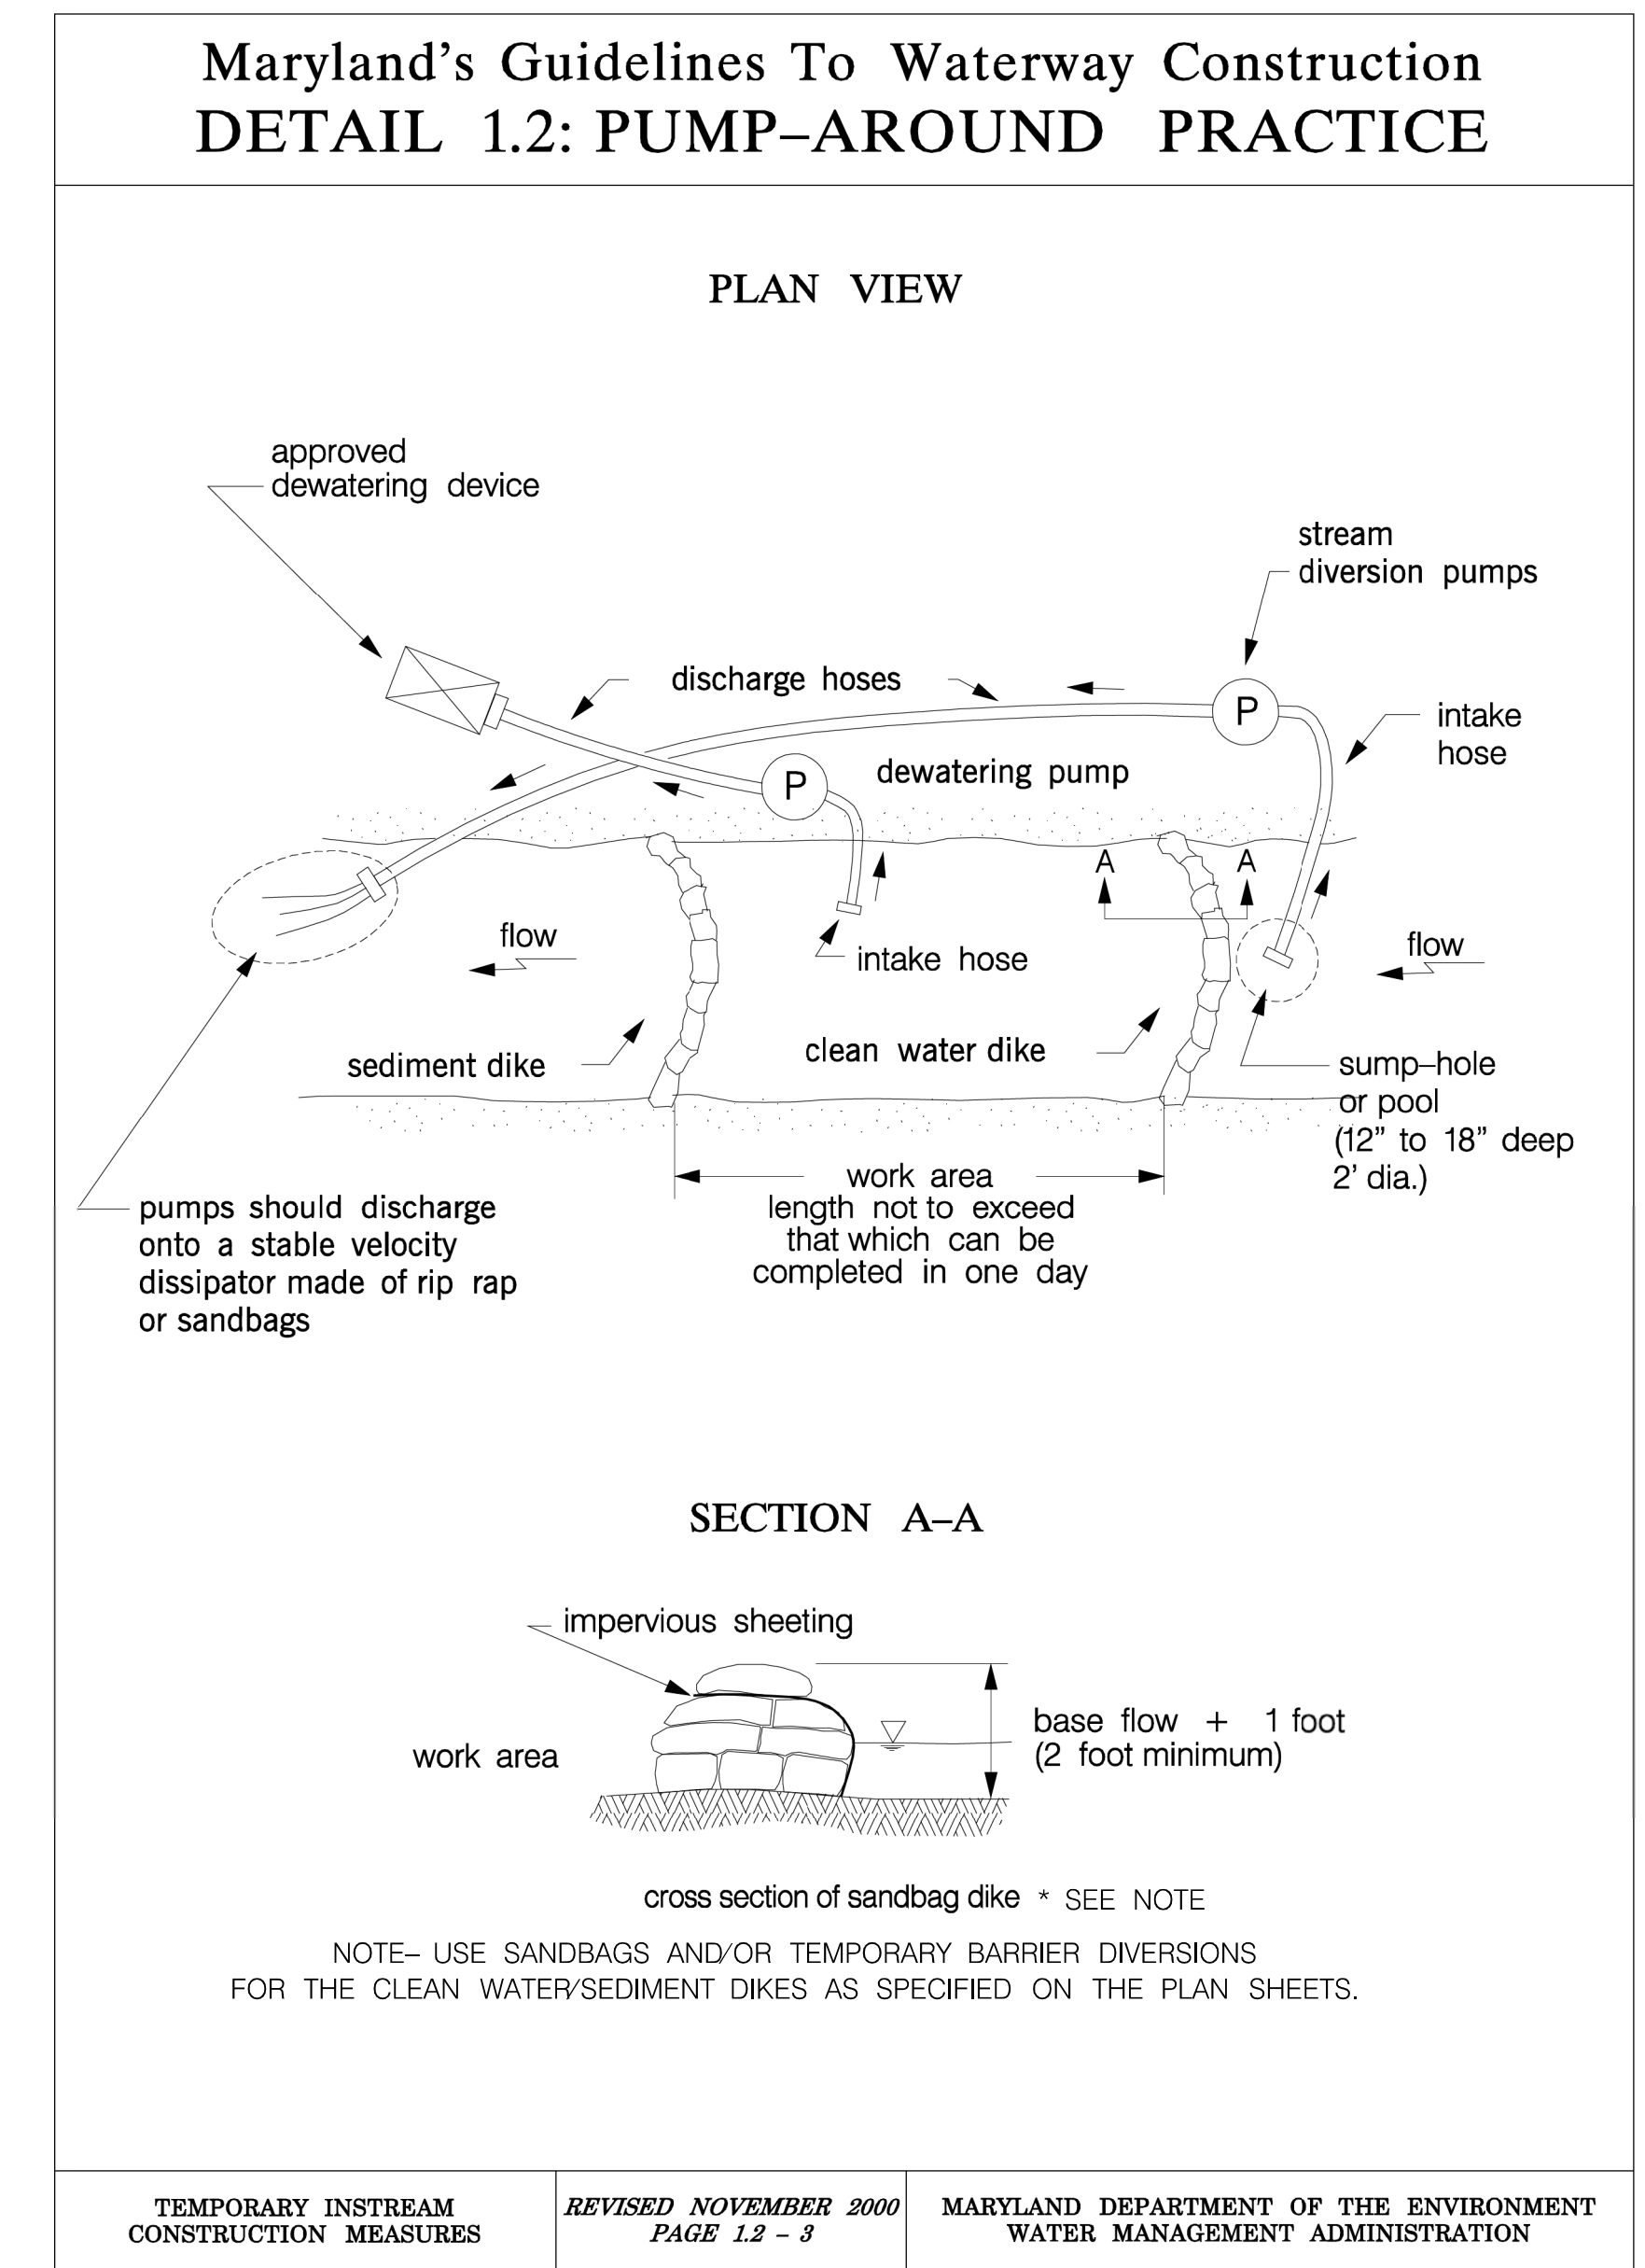 Maryland's Guidelines To Waterway Construction
DETAIL 1.2: PUMP–AROUND PRACTICE
PLAN VIEW
approved
dewatering device
stream
diversion pumps
discharge hoses
P
intake
hose
P
dewatering pump
A
A
flow
intake hose
flow
sediment dike
clean water dike
sump–hole
or pool
(12" to 18" deep
2' dia.)
work area
length not to exceed
that which can be
completed in one day
pumps should discharge
onto a stable velocity
dissipator made of rip rap
or sandbags
SECTION A–A
impervious sheeting
base flow + 1 foot
(2 foot minimum)
work area
cross section of sandbag dike * SEE NOTE
NOTE– USE SANDBAGS AND/OR TEMPORARY BARRIER DIVERSIONS
FOR THE CLEAN WATER/SEDIMENT DIKES AS SPECIFIED ON THE PLAN SHEETS.
TEMPORARY INSTREAM
CONSTRUCTION MEASURES
REVISED NOVEMBER 2000
PAGE 1.2 – 3
MARYLAND DEPARTMENT OF THE ENVIRONMENT
WATER MANAGEMENT ADMINISTRATION